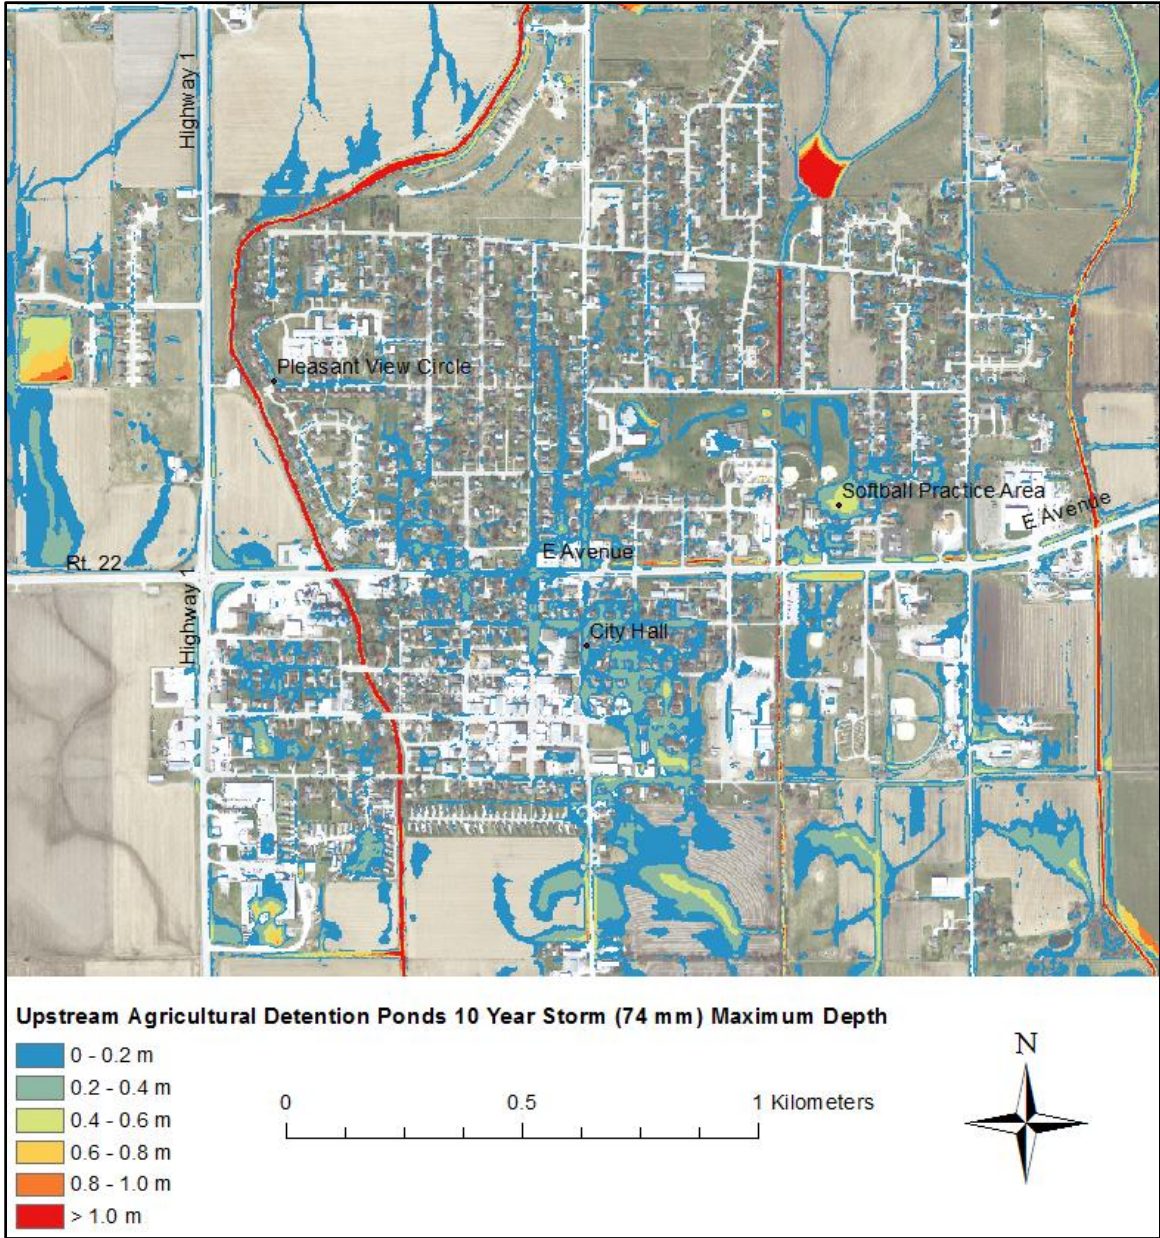 Highway 1
Pleasant View Circle
Softball Practice Area
E Avenue
E Avenue
Rt. 22
Highway 1
City Hall
Upstream Agricultural Detention Ponds 10 Year Storm (74 mm) Maximum Depth
0 - 0.2 m
0.2 - 0.4 m
0.4 - 0.6 m
0.6 - 0.8 m
0.8 - 1.0 m
> 1.0 m
0 0.5 1 Kilometers
N